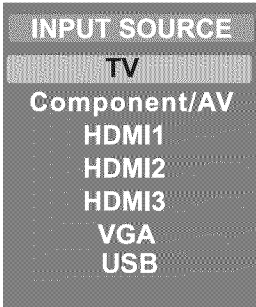 INPUT SOURCE
TV
Component/AV
HDMI1
HDMI2
HDMI3
VGA
USB